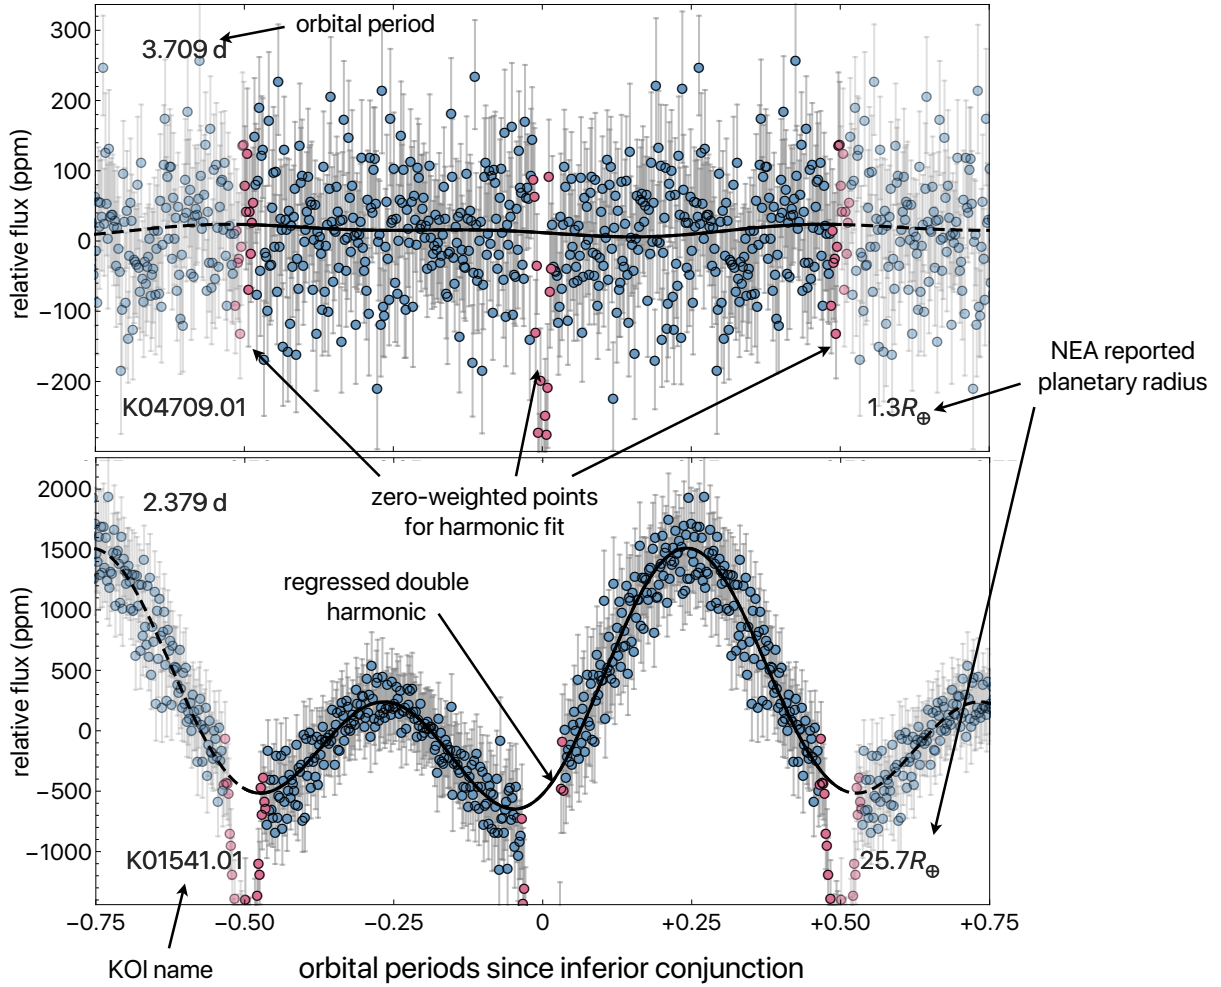 orbital period
3.709 d
300
200
100
0
−100
−200
relative flux (ppm)
K04709.01
1.3R⊕
NEA reported
planetary radius
zero-weighted points
for harmonic fit
2.379 d
regressed double
harmonic
2000
1500
1000
500
0
−500
−1000
relative flux (ppm)
K01541.01
25.7R⊕
−0.75
−0.50
−0.25
0
+0.25
+0.50
+0.75
KOI name
orbital periods since inferior conjunction